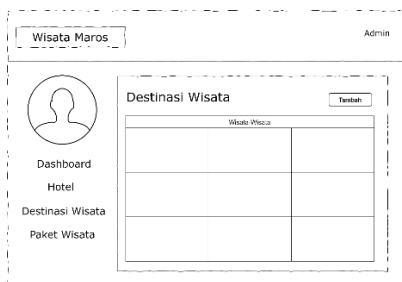 Wisata Maros
Admin
Destinasi Wisata
Tambah
Wisata-Wisata
Dashboard
Hotel
Destinasi Wisata
Paket Wisata